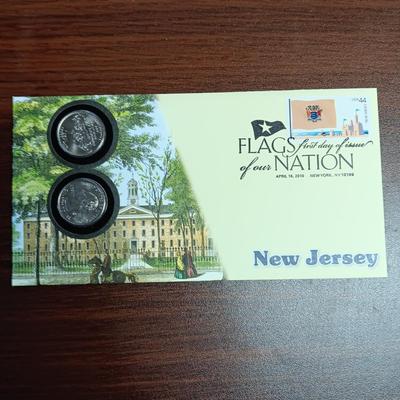 USA 44
FLAGS first day of issue
of our NATION
APRIL 16, 2010 NEW YORK, NY 10199
New Jersey